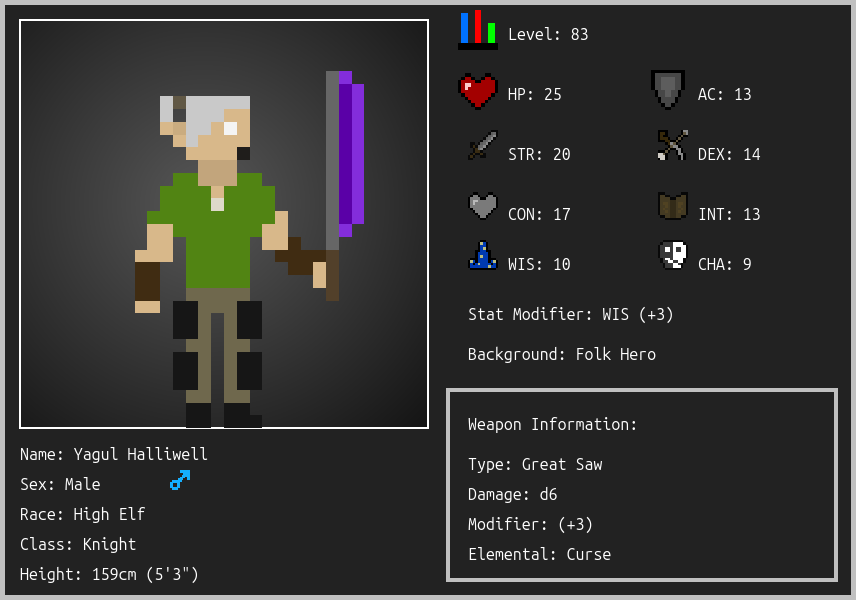 Level: 83
HP: 25
AC: 13
STR: 20
DEX: 14
CON: 17
INT: 13
WIS: 10
CHA: 9
Stat Modifier: WIS (+3)
Background: Folk Hero
Weapon Information:
Type: Great Saw
Damage: d6
Modifier: (+3)
Elemental: Curse
Name: Yagul Halliwell
Sex: Male
Race: High Elf
Class: Knight
Height: 159cm (5'3")